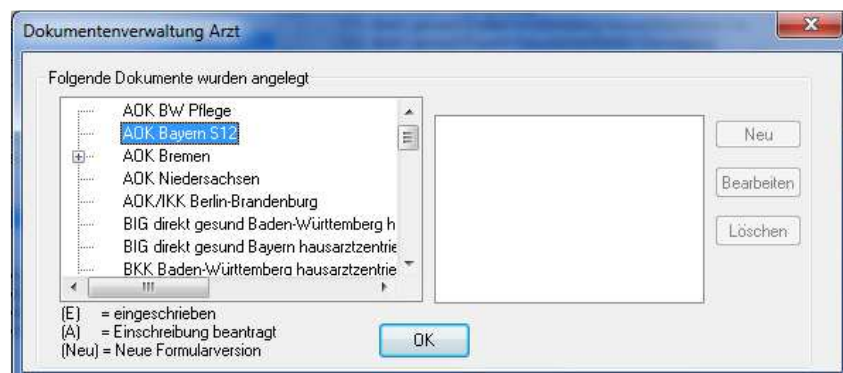 Dokumentenverwaltung Arzt
Folgende Dokumente wurden angelegt
AOK BW Pflege
AOK Bayern S12
AOK Bremen
AOK Niedersachsen
AOK/IKK Berlin-Brandenburg
BIG direkt gesund Baden-Württemberg h
BIG direkt gesund Bayern hausarztzentrie
BKK Baden-Württemberg hausarztzentrie
Neu
Bearbeiten
Löschen
(E) = eingeschrieben
(A) = Einschreibung beantragt
(Neu) = Neue Formularversion
OK